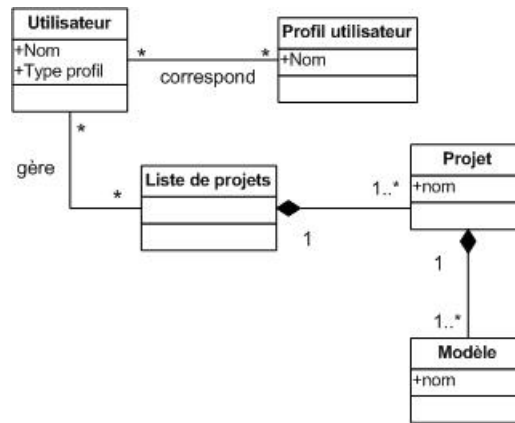 Utilisateur
+Nom
+Type profil
*
*
correspond
Profil utilisateur
+Nom
*
gère
*
Liste de projets
1
1..*
Projet
+nom
1
1..*
Modèle
+nom